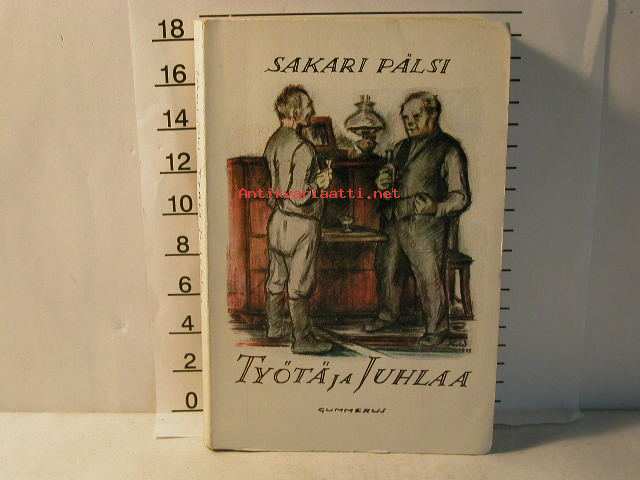 SAKARI PÄLSI
Antikvariaatti.net
TYÖTÄ JA JUHLAA
GUMMERUS
18
16
14
12
10
8
6
4
2
0